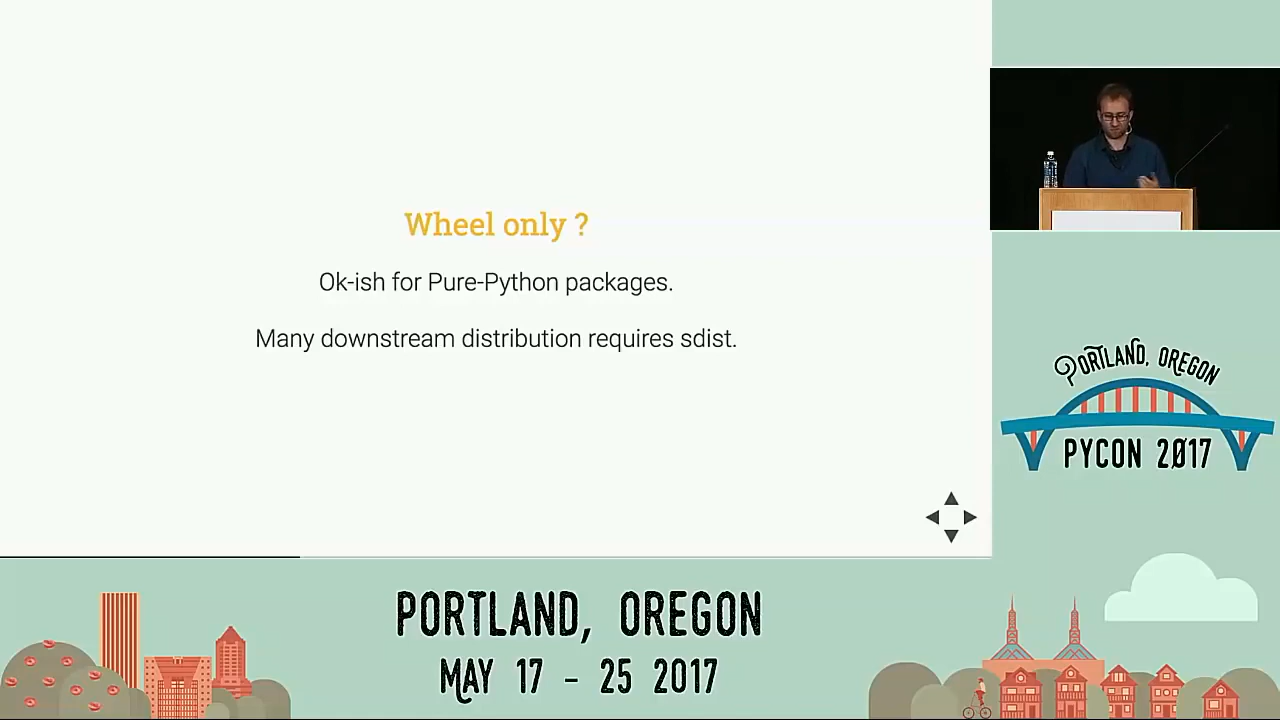 Wheel only ?
Ok-ish for Pure-Python packages.
Many downstream distribution requires sdist.
PORTLAND, OREGON
PYCON 2017
PORTLAND, OREGON
MAY 17 - 25 2017